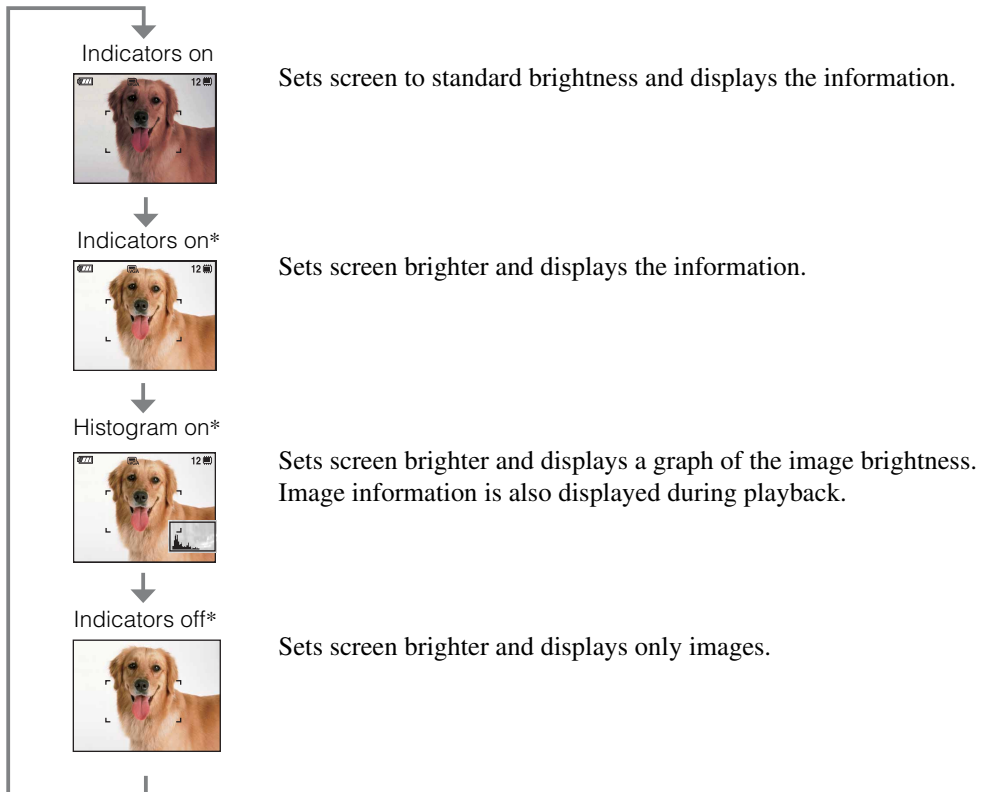 Indicators on
12
Sets screen to standard brightness and displays the information.
Indicators on*
12
Sets screen brighter and displays the information.
Histogram on*
12
Sets screen brighter and displays a graph of the image brightness.
Image information is also displayed during playback.
Indicators off*
Sets screen brighter and displays only images.